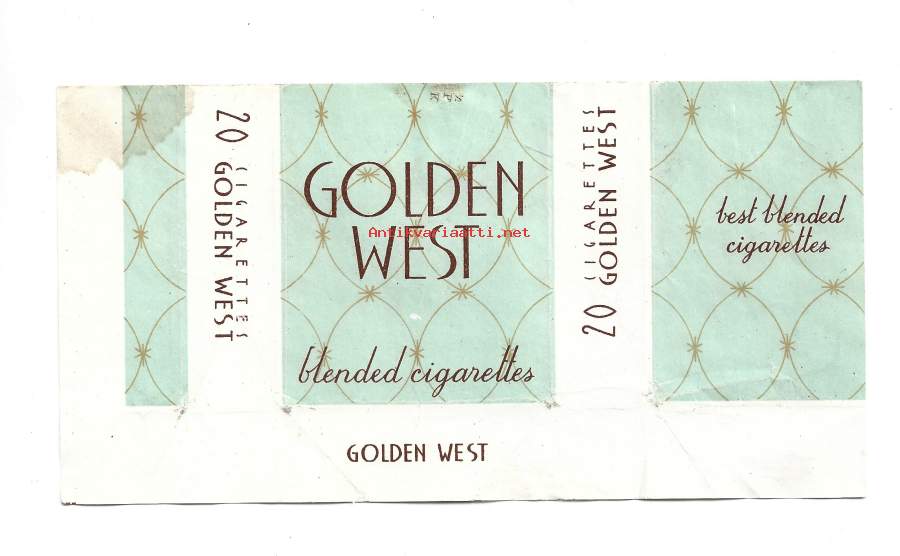 20 CIGARETTES
GOLDEN WEST
GOLDEN
WEST
Antikvariaatti.net
blended cigarettes
20 CIGARETTES
GOLDEN WEST
best blended
cigarettes
GOLDEN WEST